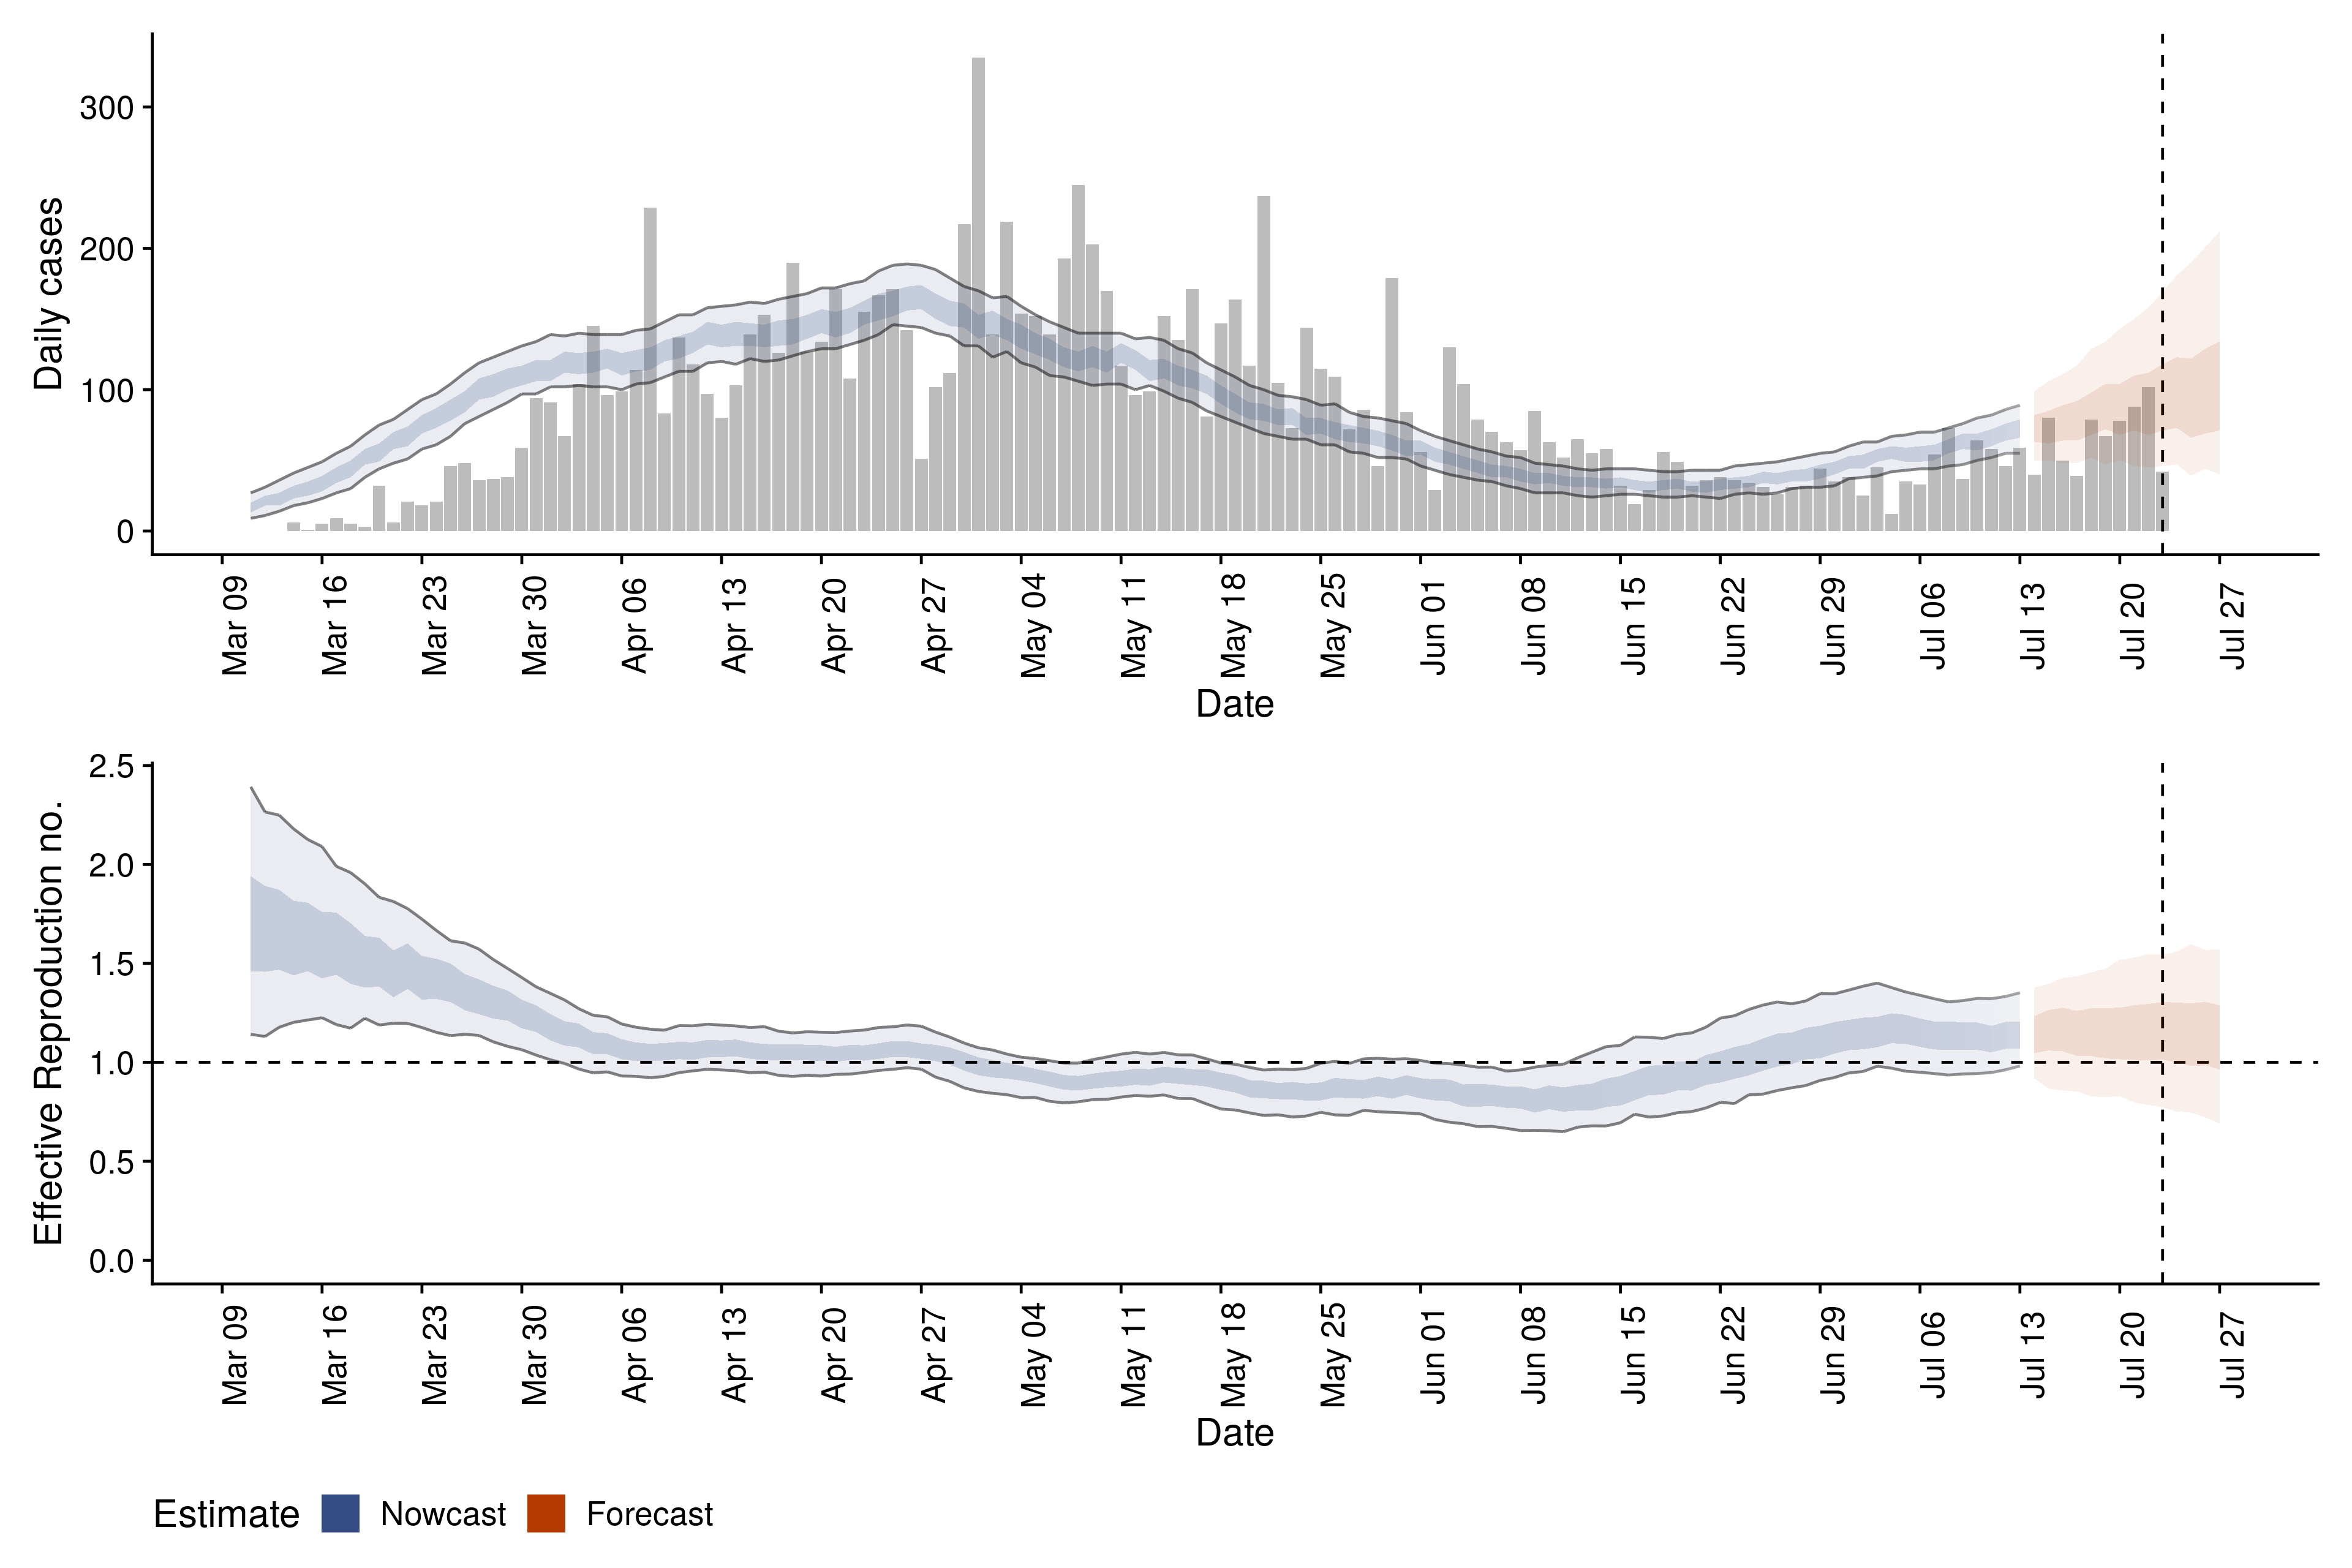 Daily cases
300
200
100
0
Mar 09
Mar 16
Mar 23
Mar 30
Apr 06
Apr 13
Apr 20
Apr 27
May 04
May 11
May 18
May 25
Jun 01
Jun 08
Jun 15
Jun 22
Jun 29
Jul 06
Jul 13
Jul 20
Jul 27
Date
Effective Reproduction no.
2.5
2.0
1.5
1.0
0.5
0.0
Mar 09
Mar 16
Mar 23
Mar 30
Apr 06
Apr 13
Apr 20
Apr 27
May 04
May 11
May 18
May 25
Jun 01
Jun 08
Jun 15
Jun 22
Jun 29
Jul 06
Jul 13
Jul 20
Jul 27
Date
Estimate Nowcast Forecast